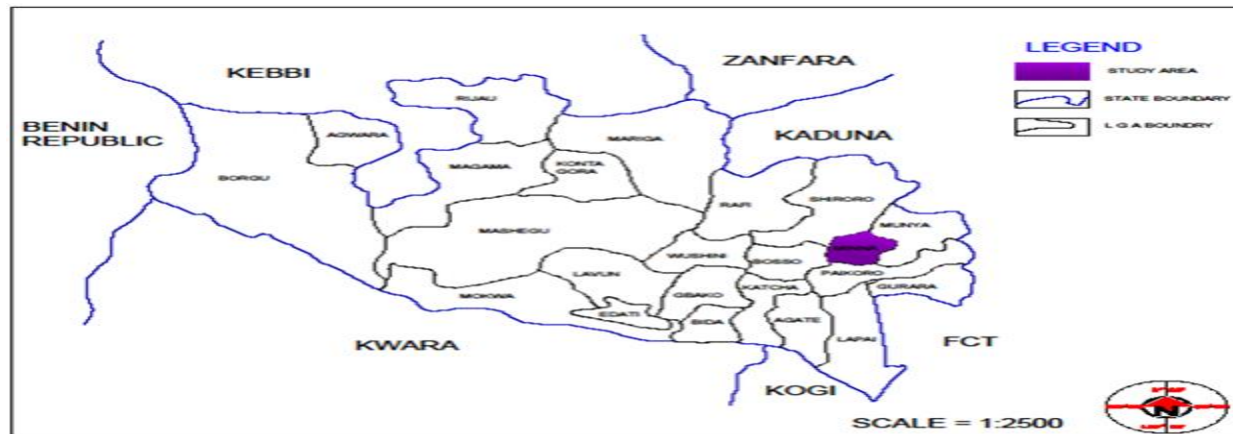 KEBBI
ZANFARA
LEGEND
STUDY AREA
STATE BOUNDARY
L G A BOUNDRY
BENIN
REPUBLIC
RIJAU
AGWARA
MARIGA
KADUNA
BORGU
MAGAMA
KONTA
GORA
RAFI
SHIRORO
MUNYA
MASHEGU
WUSHINI
BOSSO
PAIKORO
LAVUN
GBAKO
KATCHA
GURARA
MOKWA
EDATI
BIDA
AGATE
LAPAI
KWARA
FCT
KOGI
SCALE = 1:2500
N